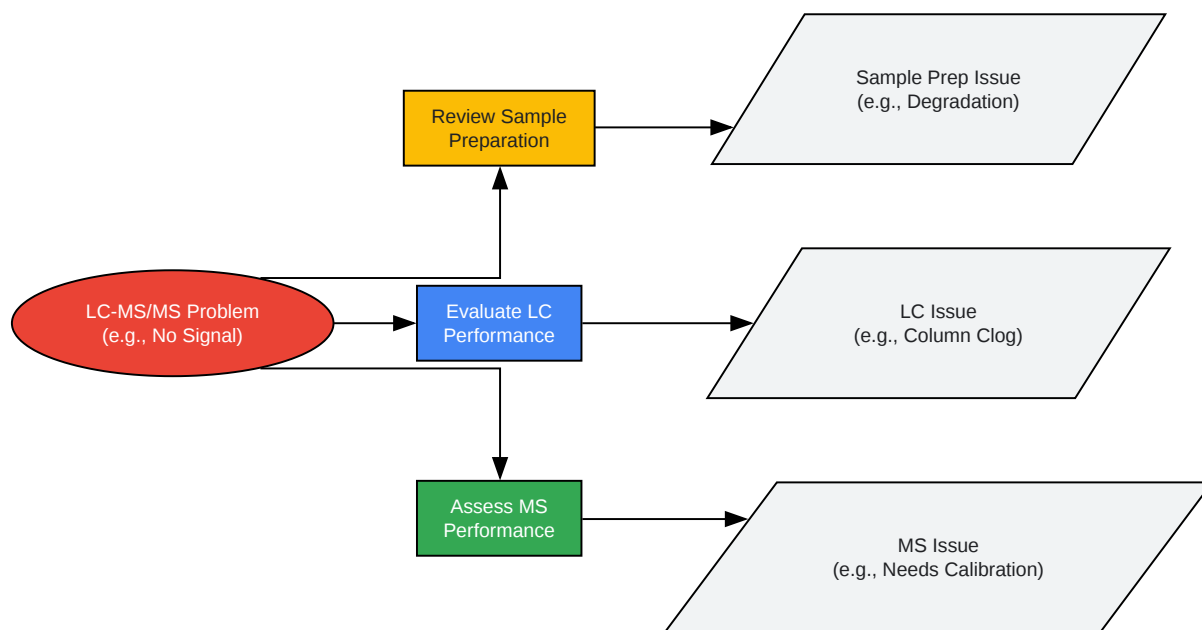 Review Sample
Preparation
Sample Prep Issue
(e.g., Degradation)
LC-MS/MS Problem
(e.g., No Signal)
Evaluate LC
Performance
LC Issue
(e.g., Column Clog)
Assess MS
Performance
MS Issue
(e.g., Needs Calibration)